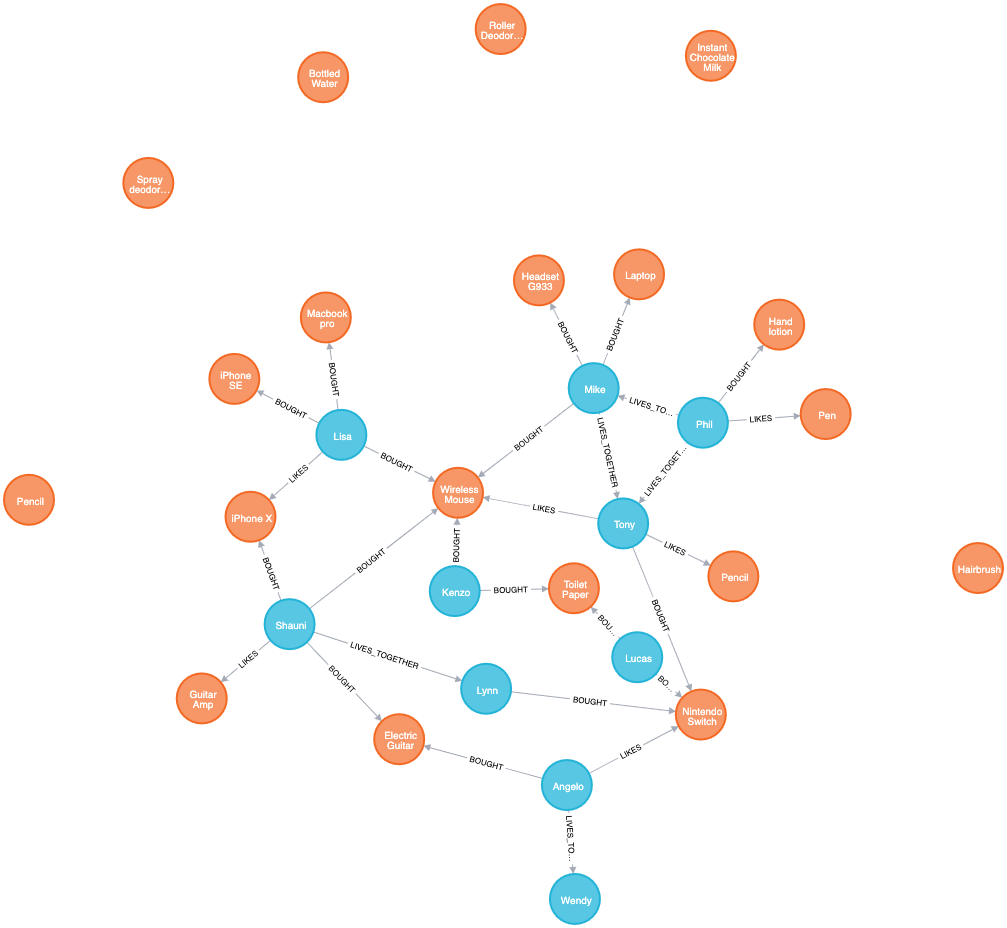 Roller
Deodor…
Instant
Chocolate
Milk
Bottled
Water
Spray
deodor…
Headset
G933
Laptop
Macbook
pro
Hand
lotion
BOUGHT
BOUGHT
BOUGHT
BOUGHT
iPhone
SE
BOUGHT
Mike
LIVES_TO…
Phil
LIKES
Pen
Lisa
BOUGHT
LIVES_TOGETHER
BOUGHT
LIKES
LIVES_TOGET…
Wireless
Mouse
Pencil
iPhone X
LIKES
Tony
BOUGHT
BOUGHT
BOUGHT
LIKES
Hairbrush
Pencil
Kenzo
BOUGHT
Toilet
Paper
BOUGHT
Shauni
BOU…
LIVES_TOGETHER
LIKES
Lucas
BOUGHT
BO…
Guitar
Amp
Lynn
BOUGHT
Nintendo
Switch
Electric
Guitar
LIKES
BOUGHT
Angelo
LIVES_TO…
Wendy